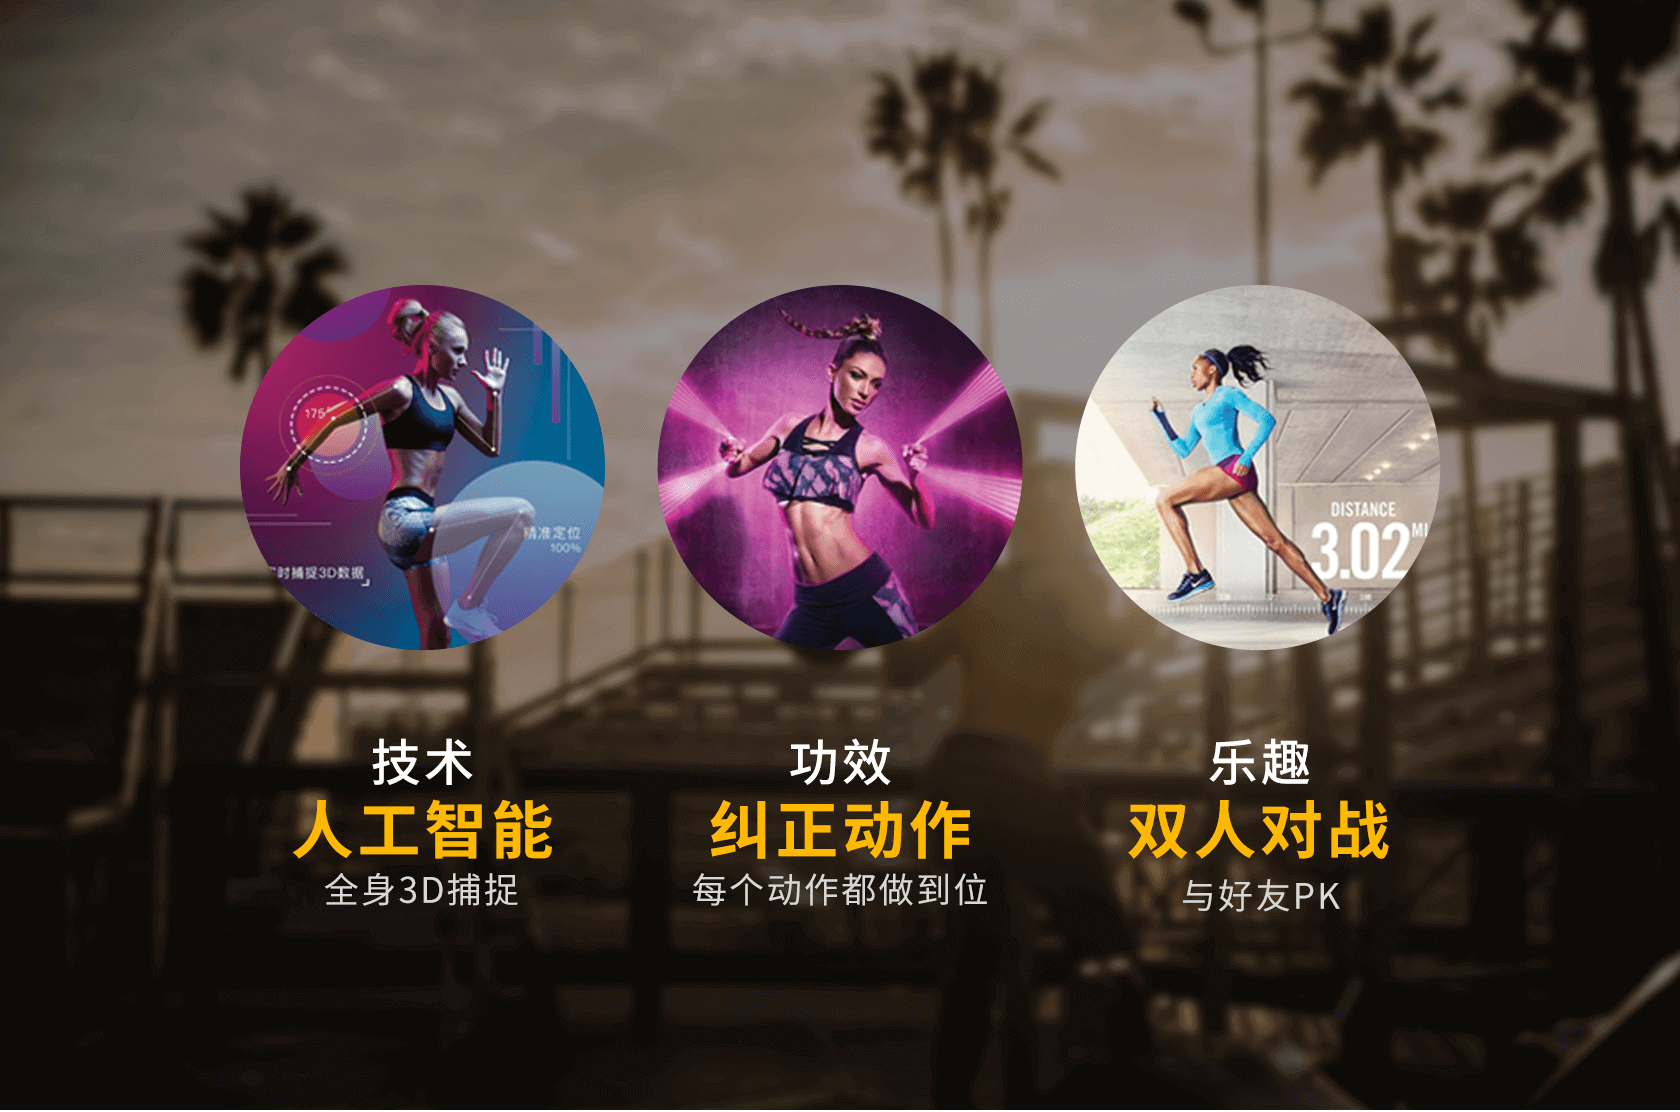 175°
精准定位
100%
时捕捉3D数据
DISTANCE
3.02 MI
技术
人工智能
全身3D捕捉
功效
纠正动作
每个动作都做到位
乐趣
双人对战
与好友PK